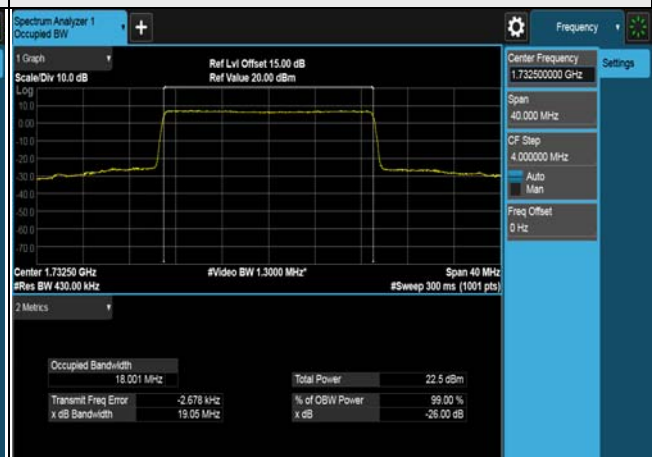 Spectrum Analyzer 1
Occupied BW
Frequency
1 Graph
Scale/Div 10.0 dB
Ref Lvl Offset 15.00 dB
Ref Value 20.00 dBm
Log
10.0
0.00
-10.0
-20.0
-30.0
-40.0
-50.0
-60.0
-70.0
Center 1.73250 GHz
#Video BW 1.3000 MHz*
Span 40 MHz
#Res BW 430.00 kHz
#Sweep 300 ms (1001 pts)
2 Metrics
Occupied Bandwidth
18.001 MHz
Total Power 22.5 dBm
Transmit Freq Error -2.678 kHz
% of OBW Power 99.00 %
x dB Bandwidth 19.05 MHz
x dB -26.00 dB
Center Frequency
1.732500000 GHz
Settings
Span
40.000 MHz
CF Step
4.000000 MHz
Auto
Man
Freq Offset
0 Hz